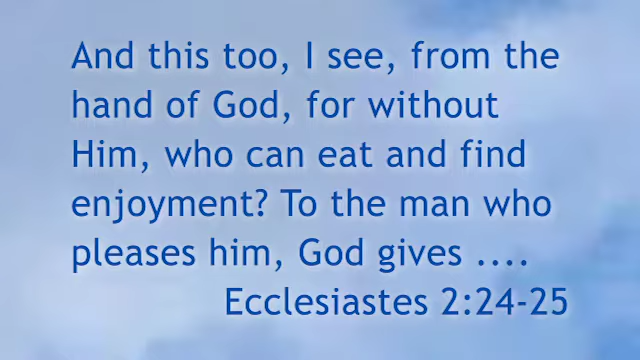 And this too, I see, from the
hand of God, for without
Him, who can eat and find
enjoyment? To the man who
pleases him, God gives ....
Ecclesiastes 2:24-25